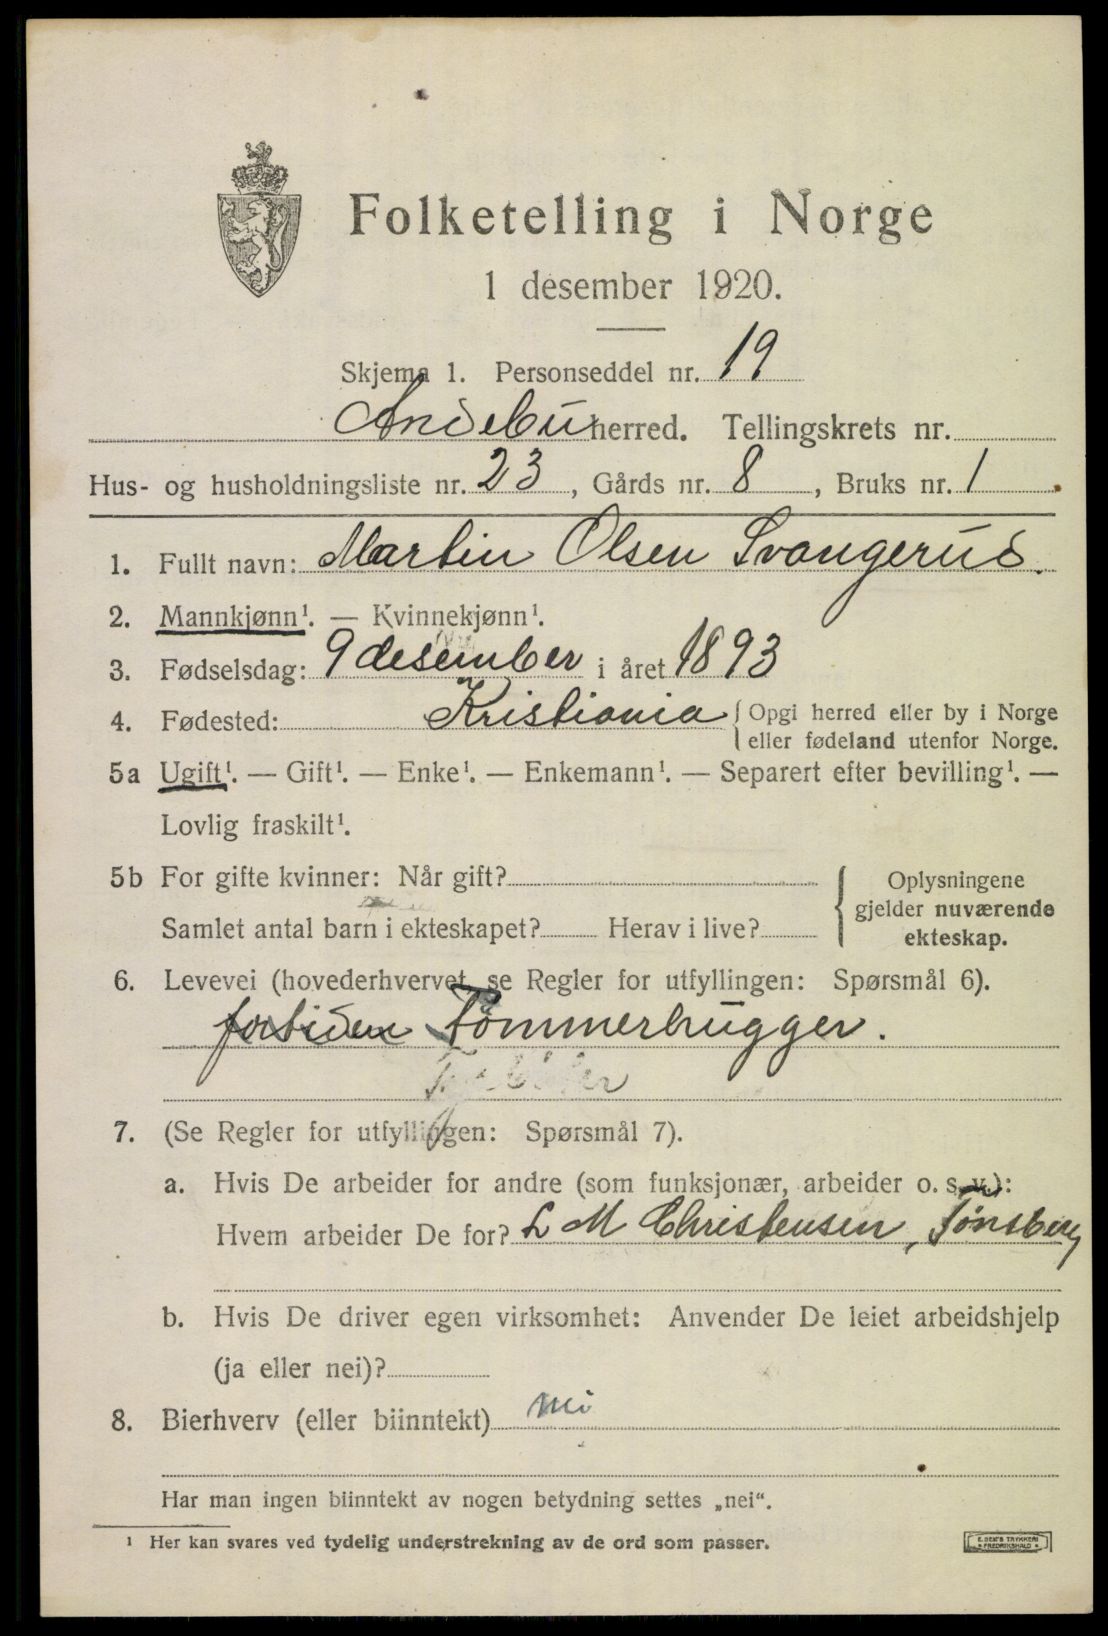 Folketelling i Norge
1 desember 1920.
Skjema 1. Personseddel nr. 19
Andebu herred. Tellingskrets nr.
Hus- og husholdningsliste nr. 23, Gårds nr. 8, Bruks nr. 1
1. Fullt navn: Martin Olsen Svangerud.
2. Mannkjønn¹. — Kvinnekjønn¹.
3. Fødselsdag: 9 desember i året 1893
4. Fødested: Kristiania { Opgi herred eller by i Norge
eller fødeland utenfor Norge.
5a Ugift¹. — Gift¹. — Enke¹. — Enkemann¹. — Separert efter bevilling¹. —
Lovlig fraskilt¹.
5b For gifte kvinner: Når gift? { Oplysningene
gjelder nuværende
Samlet antal barn i ekteskapet? Herav i live? ekteskap.
6. Levevei (hovederhvervet, se Regler for utfyllingen: Spørsmål 6).
fortiden Tømmerhugger.
7. (Se Regler for utfyllingen: Spørsmål 7).
a. Hvis De arbeider for andre (som funksjonær, arbeider o. s. v.):
Hvem arbeider De for? L M Christensen, Tønsberg
b. Hvis De driver egen virksomhet: Anvender De leiet arbeidshjelp
(ja eller nei)?
8. Bierhverv (eller biinntekt) nei
Har man ingen biinntekt av nogen betydning settes „nei“.
¹ Her kan svares ved tydelig understrekning av de ord som passer.